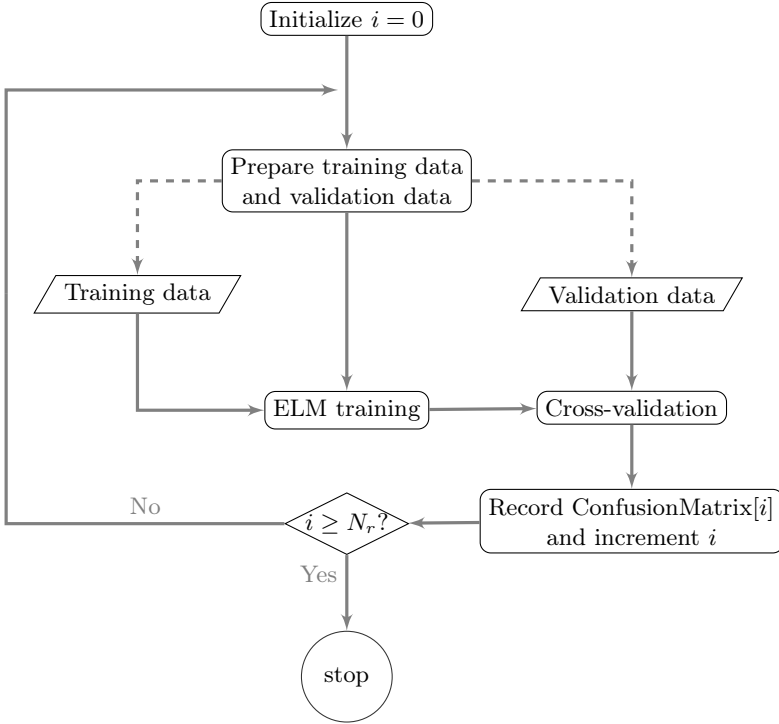 Initialize i = 0
Prepare training data
and validation data
Training data
Validation data
ELM training
Cross-validation
No
i ≥ N_r?
Record ConfusionMatrix[i]
and increment i
Yes
stop